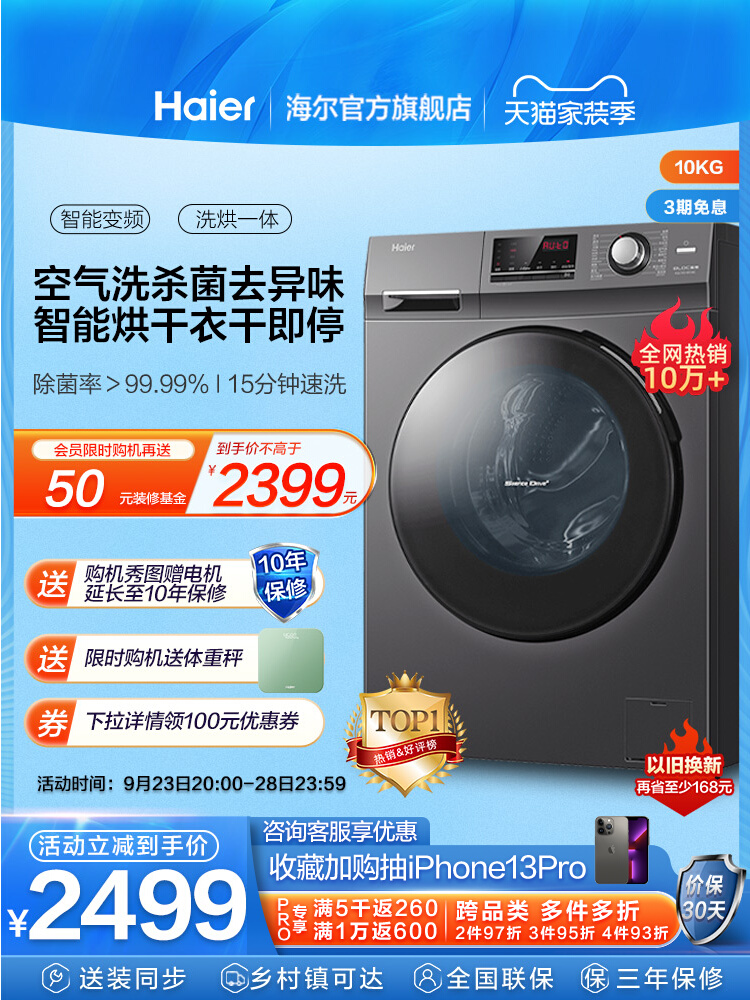 Haier
海尔官方旗舰店
天猫家装季
10KG
3期免息
智能变频
洗烘一体
空气洗杀菌去异味
智能烘干衣干即停
除菌率＞99.99% | 15分钟速洗
Haier
AUTO
全网热销
10万+
会员限时购机再送
50元装修基金
到手价不高于
¥2399元
送
购机秀图赠电机
延长至10年保修
10年
保修
送
限时购机送体重秤
券
下拉详情领100元优惠券
TOP1
热销&好评榜
活动时间：9月23日20:00-28日23:59
以旧换新
再省至少168元
活动立减到手价
¥2499
咨询客服享优惠
收藏加购抽iPhone13Pro
PRO专享
满5千返260
满1万返600
跨品类 多件多折
2件97折 3件95折 4件93折
价保
30天
送装同步
乡村镇可达
保
全国联保
保
三年保修